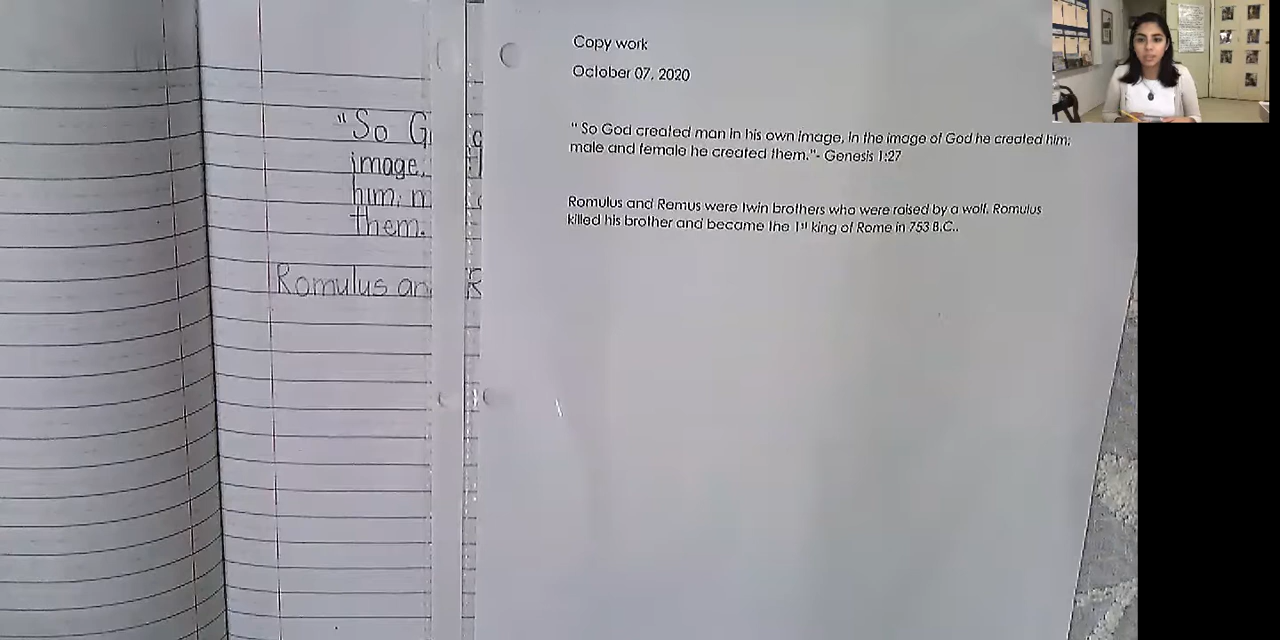 "So G
image,
him; m
them.
Romulus an
Copy work
October 07, 2020
" So God created man in his own image, in the image of God he created him;
male and female he created them."- Genesis 1:27
Romulus and Remus were twin brothers who were raised by a wolf. Romulus
killed his brother and became the 1st king of Rome in 753 B.C..